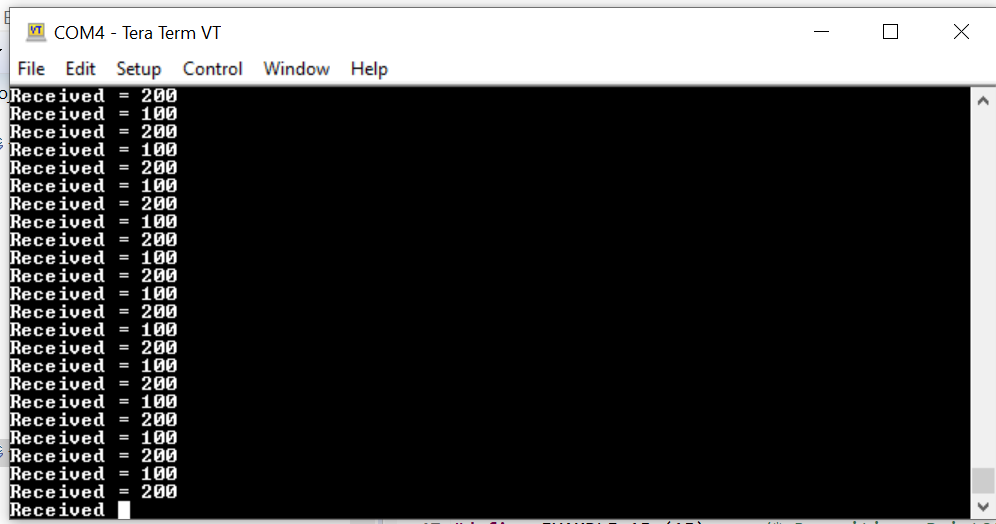 COM4 - Tera Term VT
File Edit Setup Control Window Help
Received = 200
Received = 100
Received = 200
Received = 100
Received = 200
Received = 100
Received = 200
Received = 100
Received = 200
Received = 100
Received = 200
Received = 100
Received = 200
Received = 100
Received = 200
Received = 100
Received = 200
Received = 100
Received = 200
Received = 100
Received = 200
Received = 100
Received = 200
Received